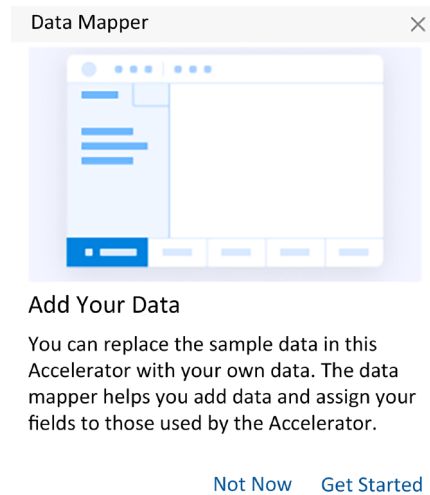 Data Mapper
Add Your Data
You can replace the sample data in this
Accelerator with your own data. The data
mapper helps you add data and assign your
fields to those used by the Accelerator.
Not Now Get Started